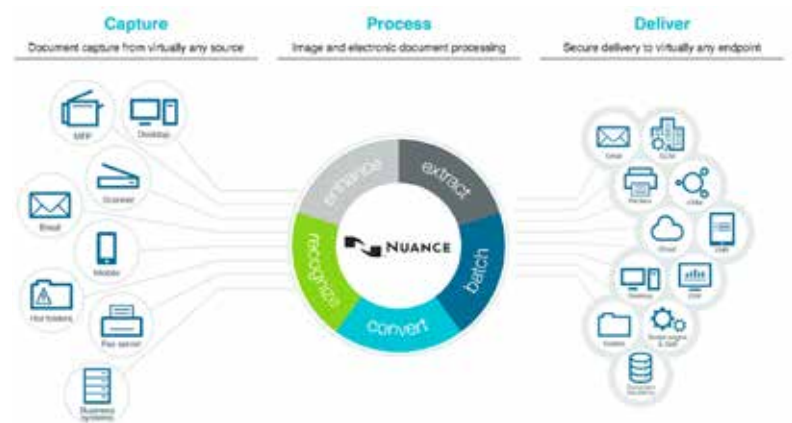 Capture
Document capture from virtually any source
Process
Image and electronic document processing
Deliver
Secure delivery to virtually any endpoint
MFP
Desktop
Scanner
Email
Mobile
Hot folders
Fax server
Business systems
enhance
extract
recognize
batch
convert
NUANCE
Email
ECM
Printers
Cloud
Desktop
Folders